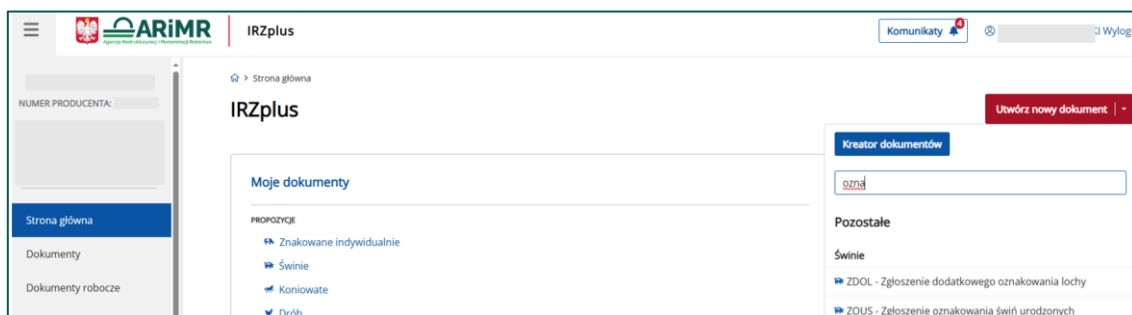 ARiMR
Agencja Restrukturyzacji i Modernizacji Rolnictwa
IRZplus
Komunikaty 4
I Wylog
NUMER PRODUCENTA:
> Strona główna
IRZplus
Utwórz nowy dokument
Kreator dokumentów
ozna
Moje dokumenty
PROPOZYCJE
Znakowane indywidualnie
Świnie
Koniowate
Drób
Pozostałe
Świnie
ZDOL - Zgłoszenie dodatkowego oznakowania lochy
ZOUS - Zgłoszenie oznakowania świń urodzonych
Strona główna
Dokumenty
Dokumenty robocze